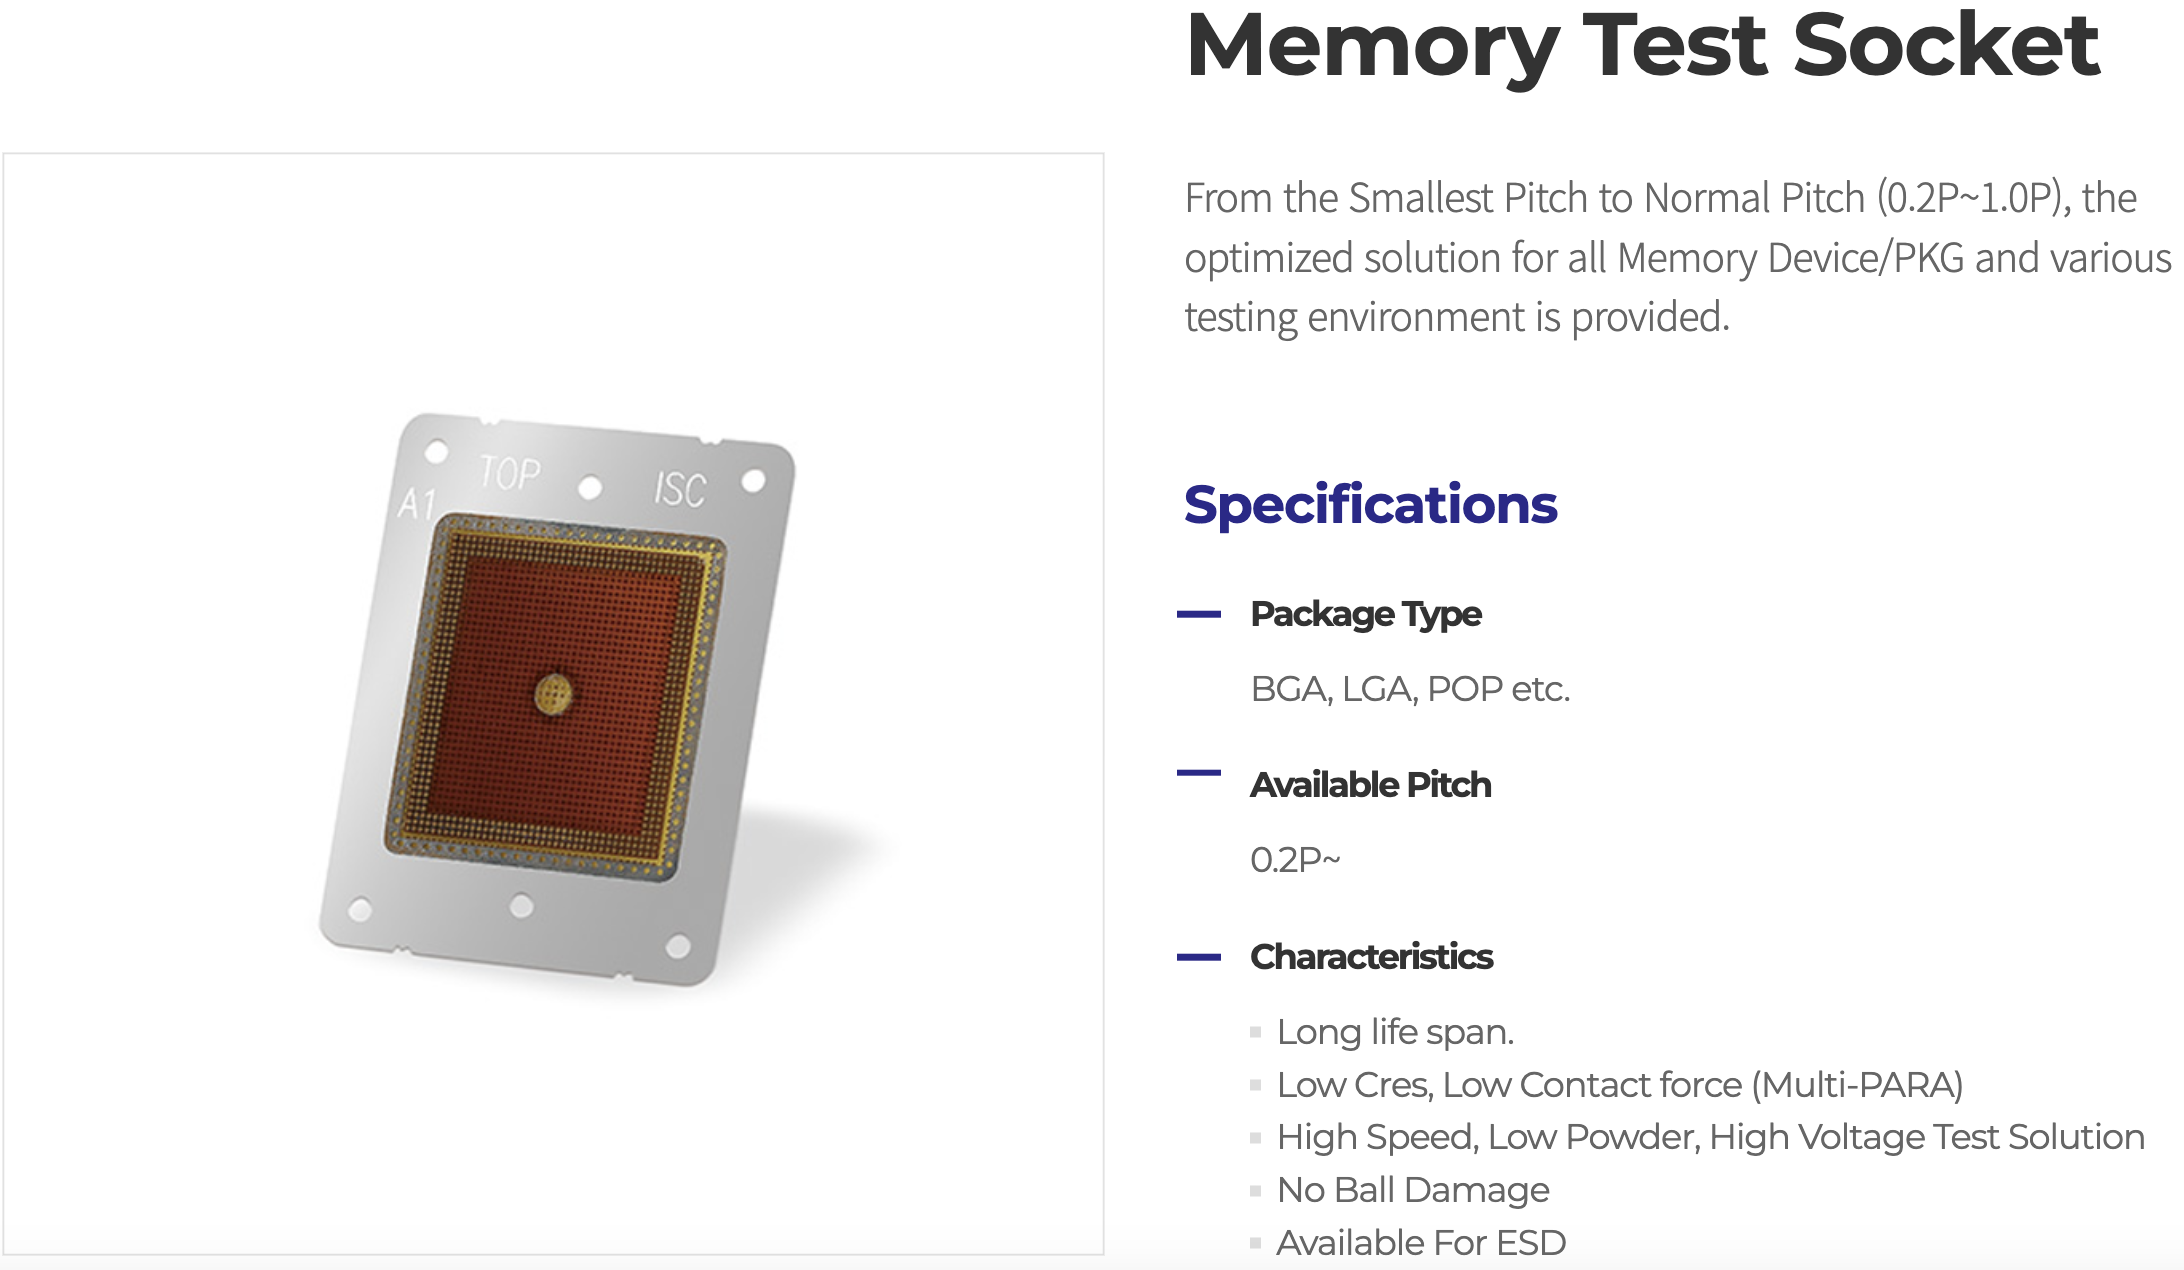 Memory Test Socket
From the Smallest Pitch to Normal Pitch (0.2P~1.0P), the
optimized solution for all Memory Device/PKG and various
testing environment is provided.
TOP ISC
A1
Specifications
Package Type
BGA, LGA, POP etc.
Available Pitch
0.2P~
Characteristics
Long life span.
Low Cres, Low Contact force (Multi-PARA)
High Speed, Low Powder, High Voltage Test Solution
No Ball Damage
Available For ESD